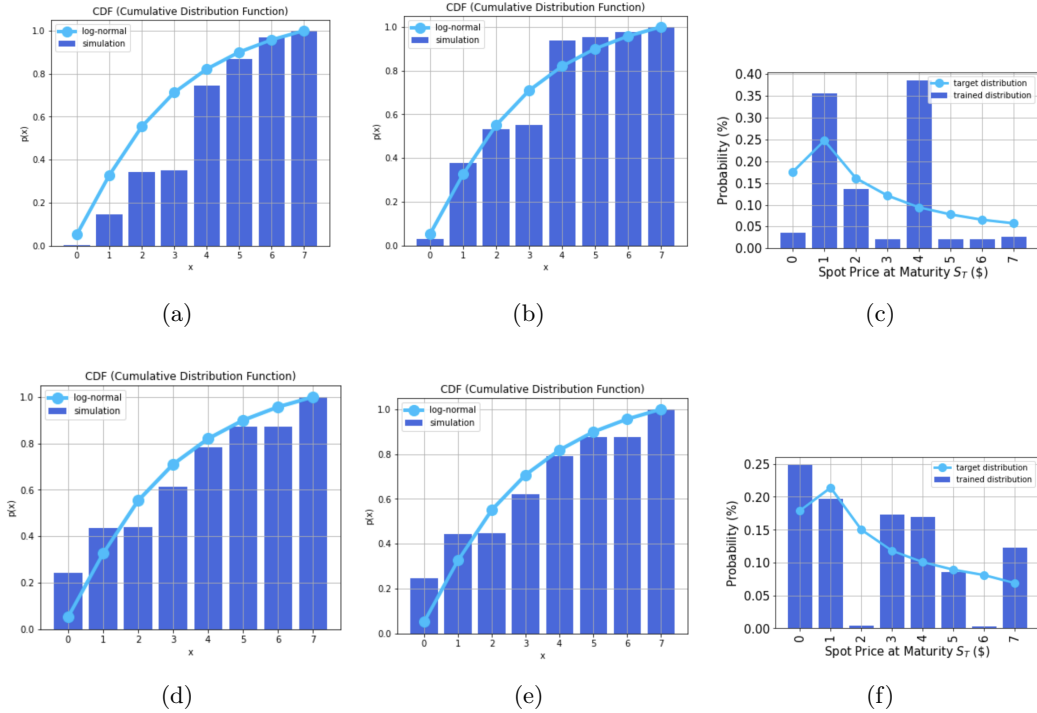 CDF (Cumulative Distribution Function)
log-normal
simulation
p(x)
1.0
0.8
0.6
0.4
0.2
0.0
0 1 2 3 4 5 6 7
x
(a)
CDF (Cumulative Distribution Function)
log-normal
simulation
p(x)
1.0
0.8
0.6
0.4
0.2
0.0
0 1 2 3 4 5 6 7
x
(b)
target distribution
trained distribution
Probability (%)
0.40
0.35
0.30
0.25
0.20
0.15
0.10
0.05
0.00
0 1 2 3 4 5 6 7
Spot Price at Maturity S_T ($)
(c)
CDF (Cumulative Distribution Function)
log-normal
simulation
p(x)
1.0
0.8
0.6
0.4
0.2
0.0
0 1 2 3 4 5 6 7
x
(d)
CDF (Cumulative Distribution Function)
log-normal
simulation
p(x)
1.0
0.8
0.6
0.4
0.2
0.0
0 1 2 3 4 5 6 7
x
(e)
target distribution
trained distribution
Probability (%)
0.25
0.20
0.15
0.10
0.05
0.00
0 1 2 3 4 5 6 7
Spot Price at Maturity S_T ($)
(f)